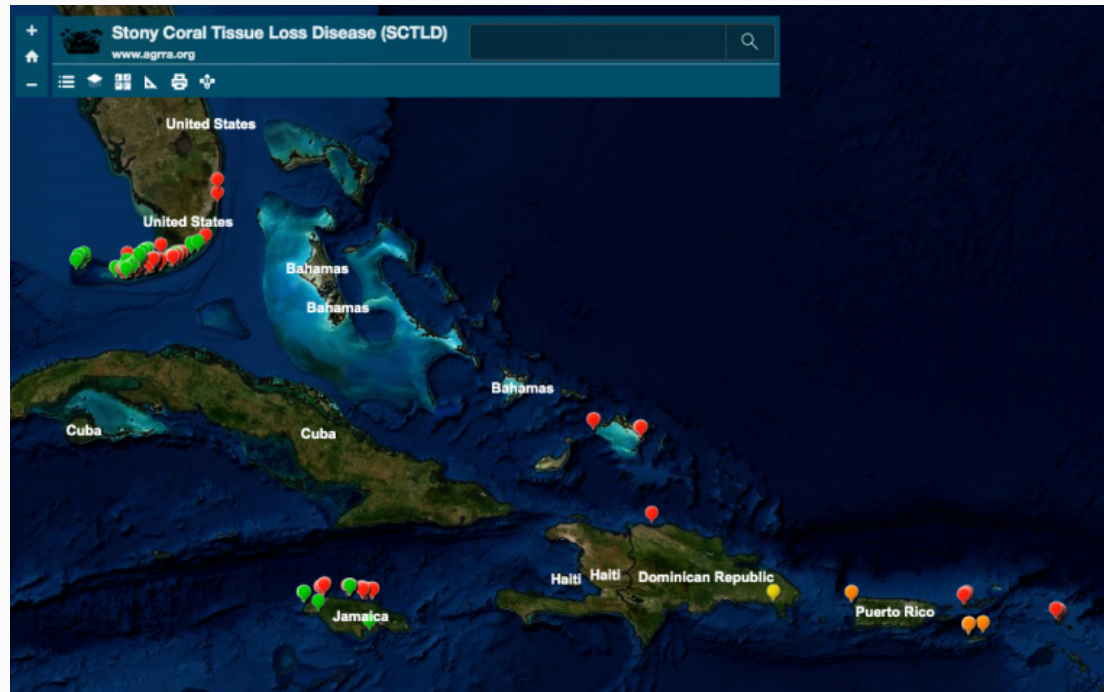 Stony Coral Tissue Loss Disease (SCTLD)
www.agrra.org
United States
United States
Bahamas
Bahamas
Bahamas
Cuba
Cuba
Haiti
Haiti
Dominican Republic
Puerto Rico
Jamaica